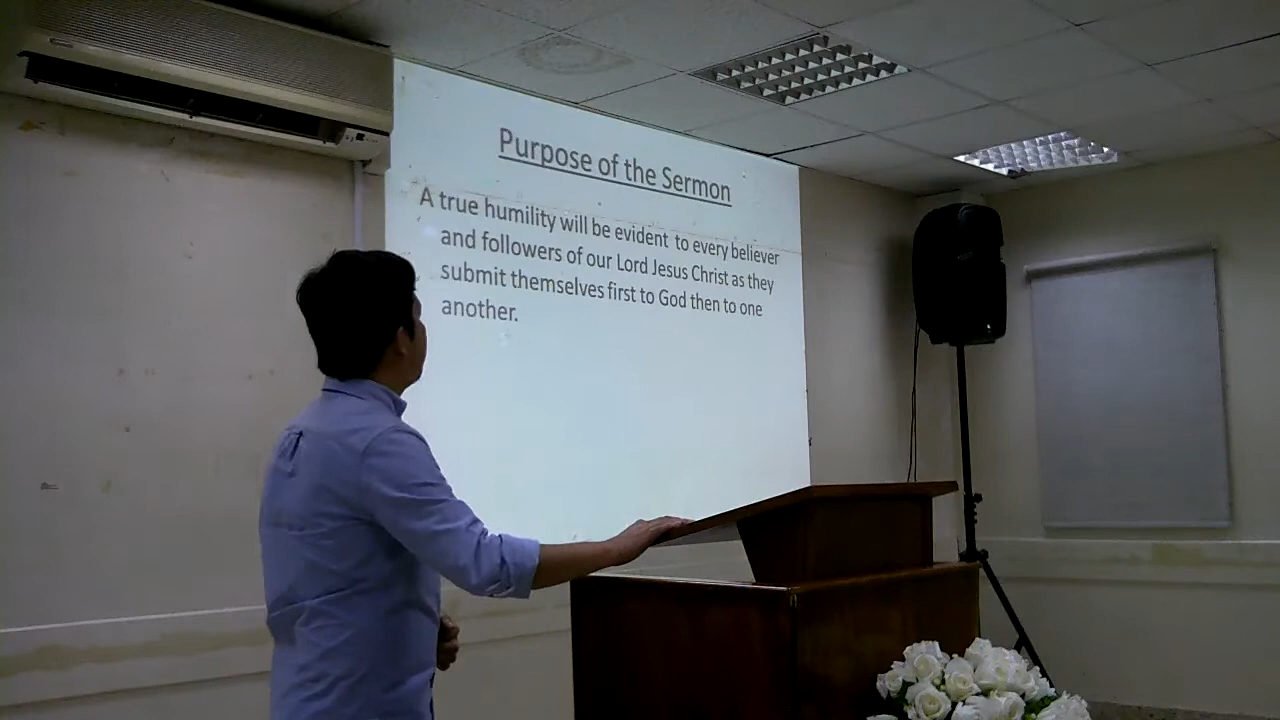 Purpose of the Sermon
A true humility will be evident to every believer
and followers of our Lord Jesus Christ as they
submit themselves first to God then to one
another.